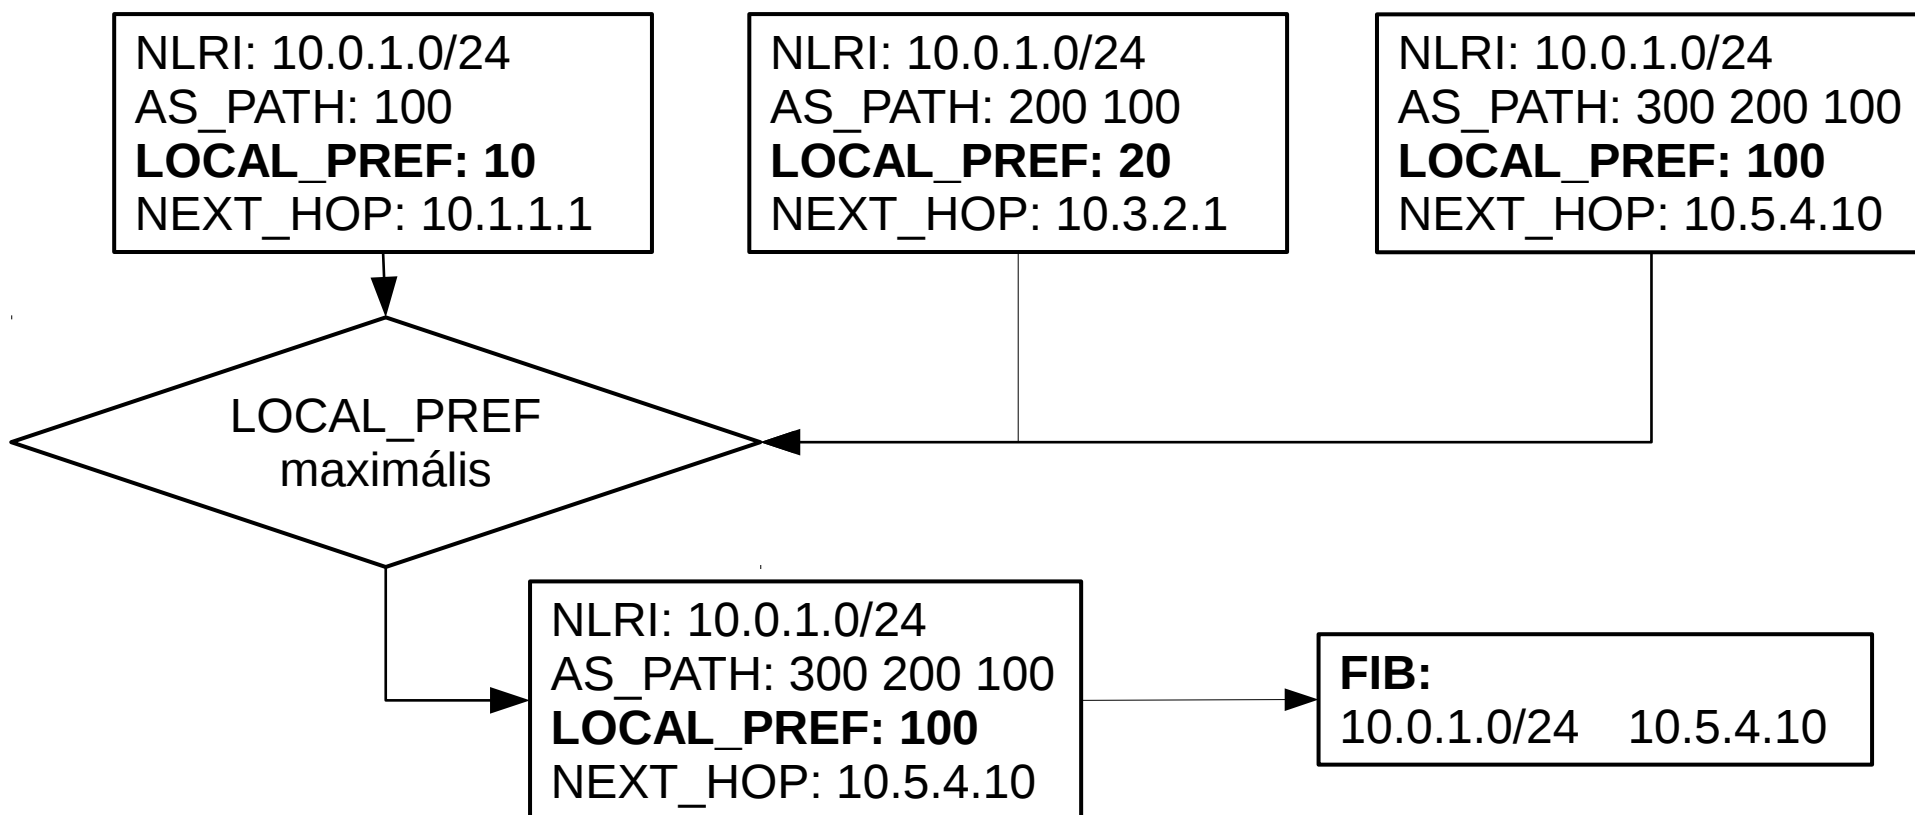 NLRI: 10.0.1.0/24
AS_PATH: 100
LOCAL_PREF: 10
NEXT_HOP: 10.1.1.1
NLRI: 10.0.1.0/24
AS_PATH: 200 100
LOCAL_PREF: 20
NEXT_HOP: 10.3.2.1
NLRI: 10.0.1.0/24
AS_PATH: 300 200 100
LOCAL_PREF: 100
NEXT_HOP: 10.5.4.10
LOCAL_PREF
maximális
NLRI: 10.0.1.0/24
AS_PATH: 300 200 100
LOCAL_PREF: 100
NEXT_HOP: 10.5.4.10
FIB:
10.0.1.0/24 10.5.4.10